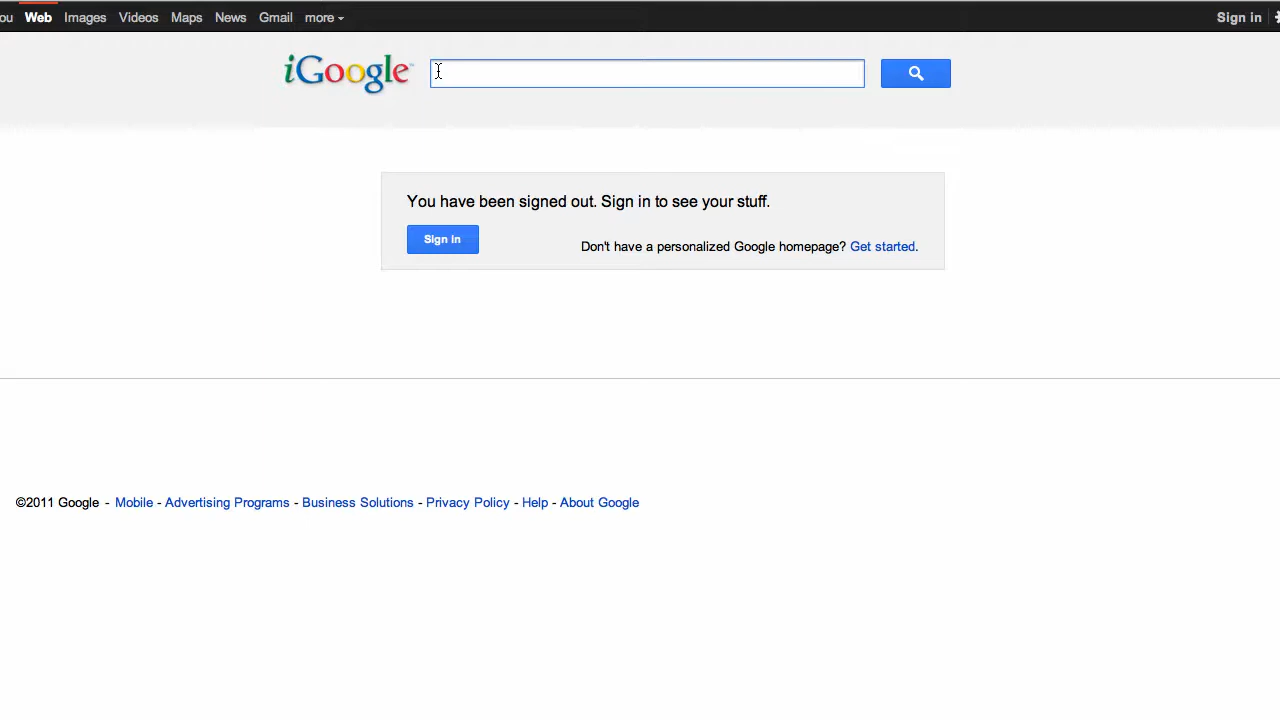 ou Web Images Videos Maps News Gmail more Sign in
iGoogle™
You have been signed out. Sign in to see your stuff.
Sign in
Don't have a personalized Google homepage? Get started.
©2011 Google - Mobile - Advertising Programs - Business Solutions - Privacy Policy - Help - About Google